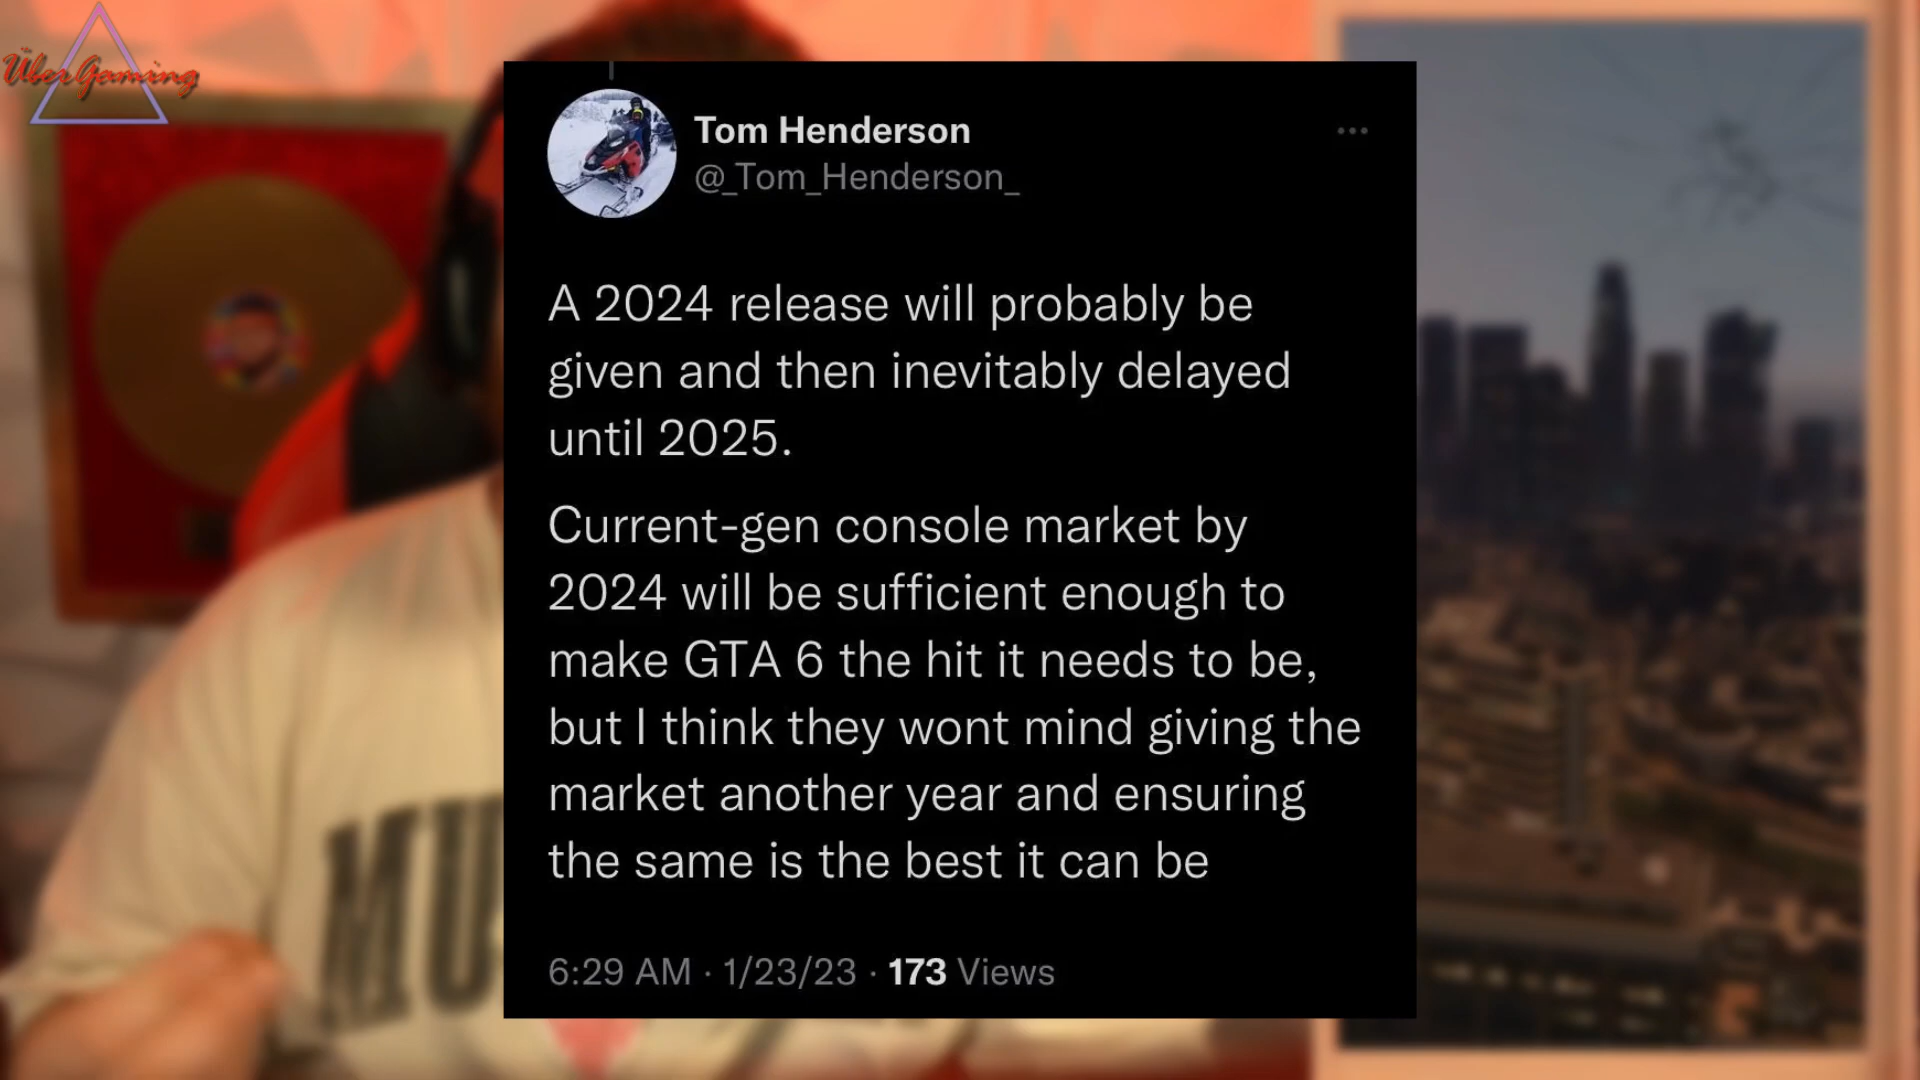 ÜberGaming
Tom Henderson
@_Tom_Henderson_
A 2024 release will probably be
given and then inevitably delayed
until 2025.
Current-gen console market by
2024 will be sufficient enough to
make GTA 6 the hit it needs to be,
but I think they wont mind giving the
market another year and ensuring
the same is the best it can be
6:29 AM · 1/23/23 · 173 Views
MU